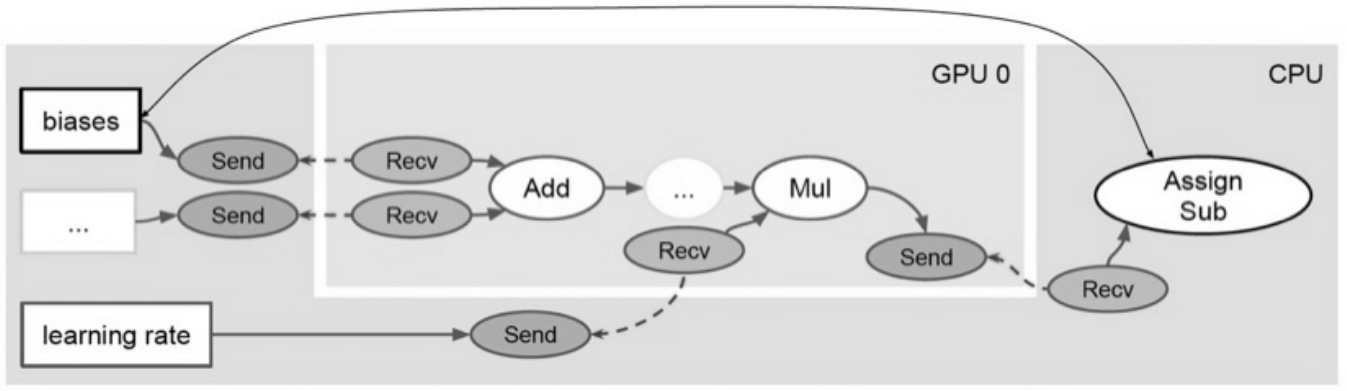 GPU 0
CPU
biases
Send
Recv
Add
...
Mul
Assign
Sub
...
Send
Recv
Recv
Send
Recv
learning rate
Send